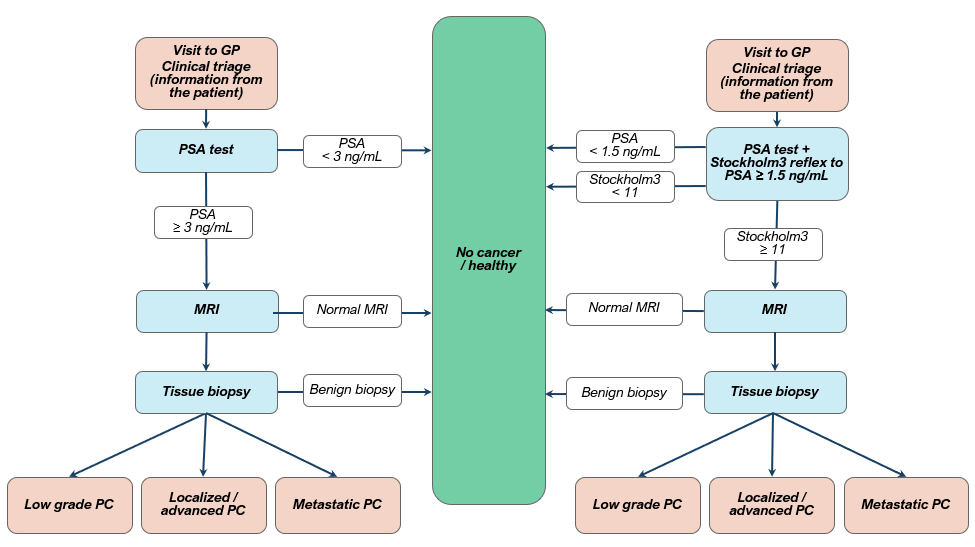 Visit to GP
Clinical triage
(information from
the patient)
PSA test
PSA
< 3 ng/mL
PSA
≥ 3 ng/mL
MRI
Normal MRI
Tissue biopsy
Benign biopsy
Low grade PC
Localized /
advanced PC
Metastatic PC
No cancer
/ healthy
Visit to GP
Clinical triage
(information from
the patient)
PSA test +
Stockholm3 reflex to
PSA ≥ 1.5 ng/mL
PSA
< 1.5 ng/mL
Stockholm3
< 11
Stockholm3
≥ 11
MRI
Normal MRI
Tissue biopsy
Benign biopsy
Low grade PC
Localized /
advanced PC
Metastatic PC